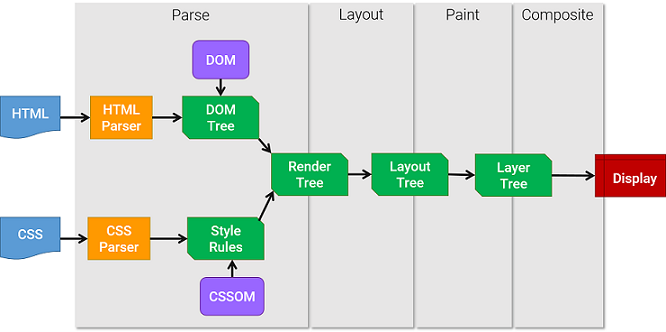 Parse
Layout
Paint
Composite
DOM
HTML
HTML
Parser
DOM
Tree
Render
Tree
Layout
Tree
Layer
Tree
Display
CSS
CSS
Parser
Style
Rules
CSSOM